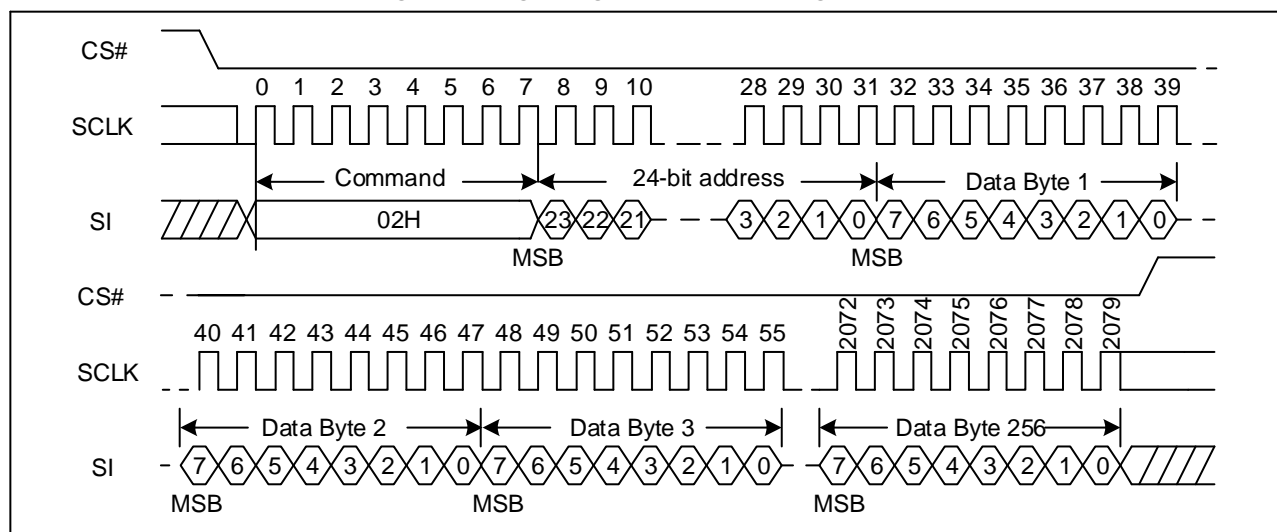 CS#
0 1 2 3 4 5 6 7 8 9 10 28 29 30 31 32 33 34 35 36 37 38 39
SCLK
Command 24-bit address Data Byte 1
SI 02H 23 22 21 3 2 1 0 7 6 5 4 3 2 1 0
MSB MSB
CS#
40 41 42 43 44 45 46 47 48 49 50 51 52 53 54 55 2072 2073 2074 2075 2076 2077 2078 2079
SCLK
Data Byte 2 Data Byte 3 Data Byte 256
SI 7 6 5 4 3 2 1 0 7 6 5 4 3 2 1 0 7 6 5 4 3 2 1 0
MSB MSB MSB